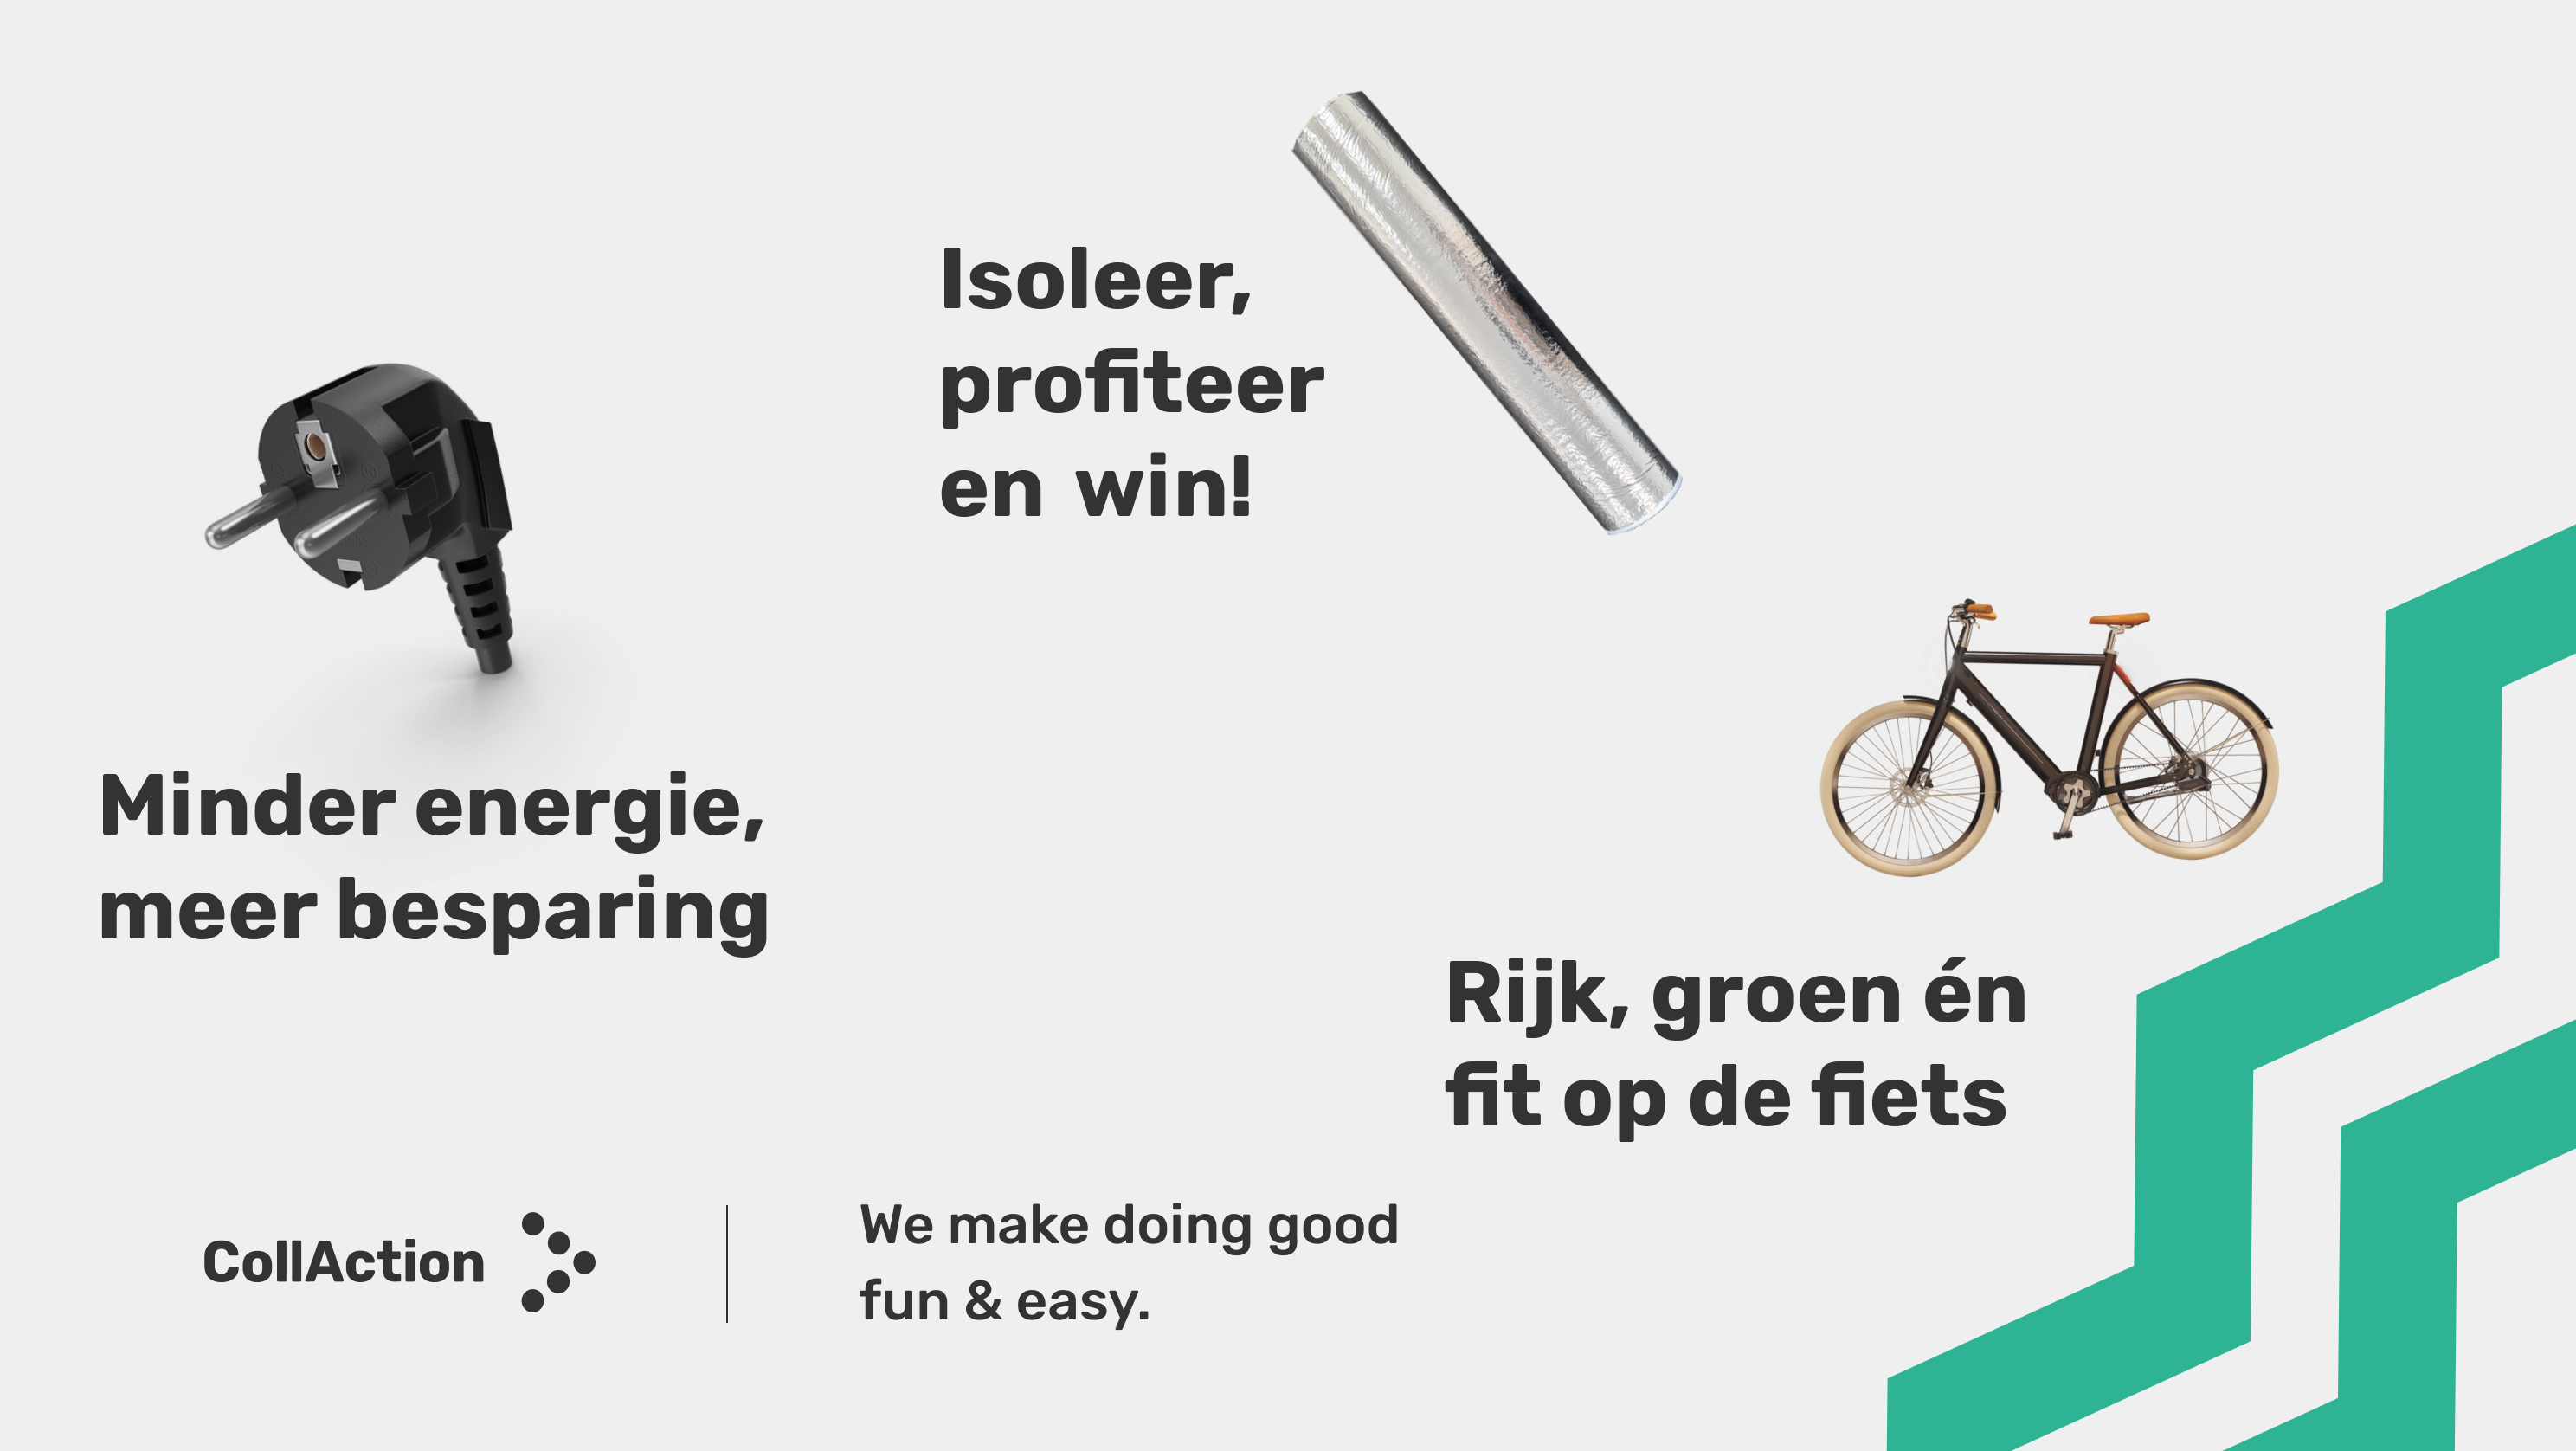 Isoleer,
profiteer
en win!
Minder energie,
meer besparing
Rijk, groen én
fit op de fiets
CollAction
We make doing good
fun & easy.